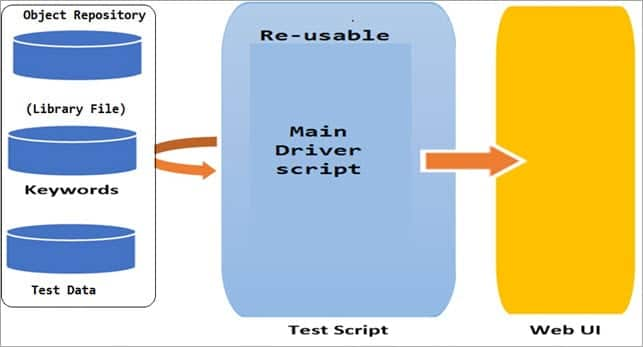 Object Repository
(Library File)
Keywords
Test Data
Re-usable
Main
Driver
script
Test Script
Web UI